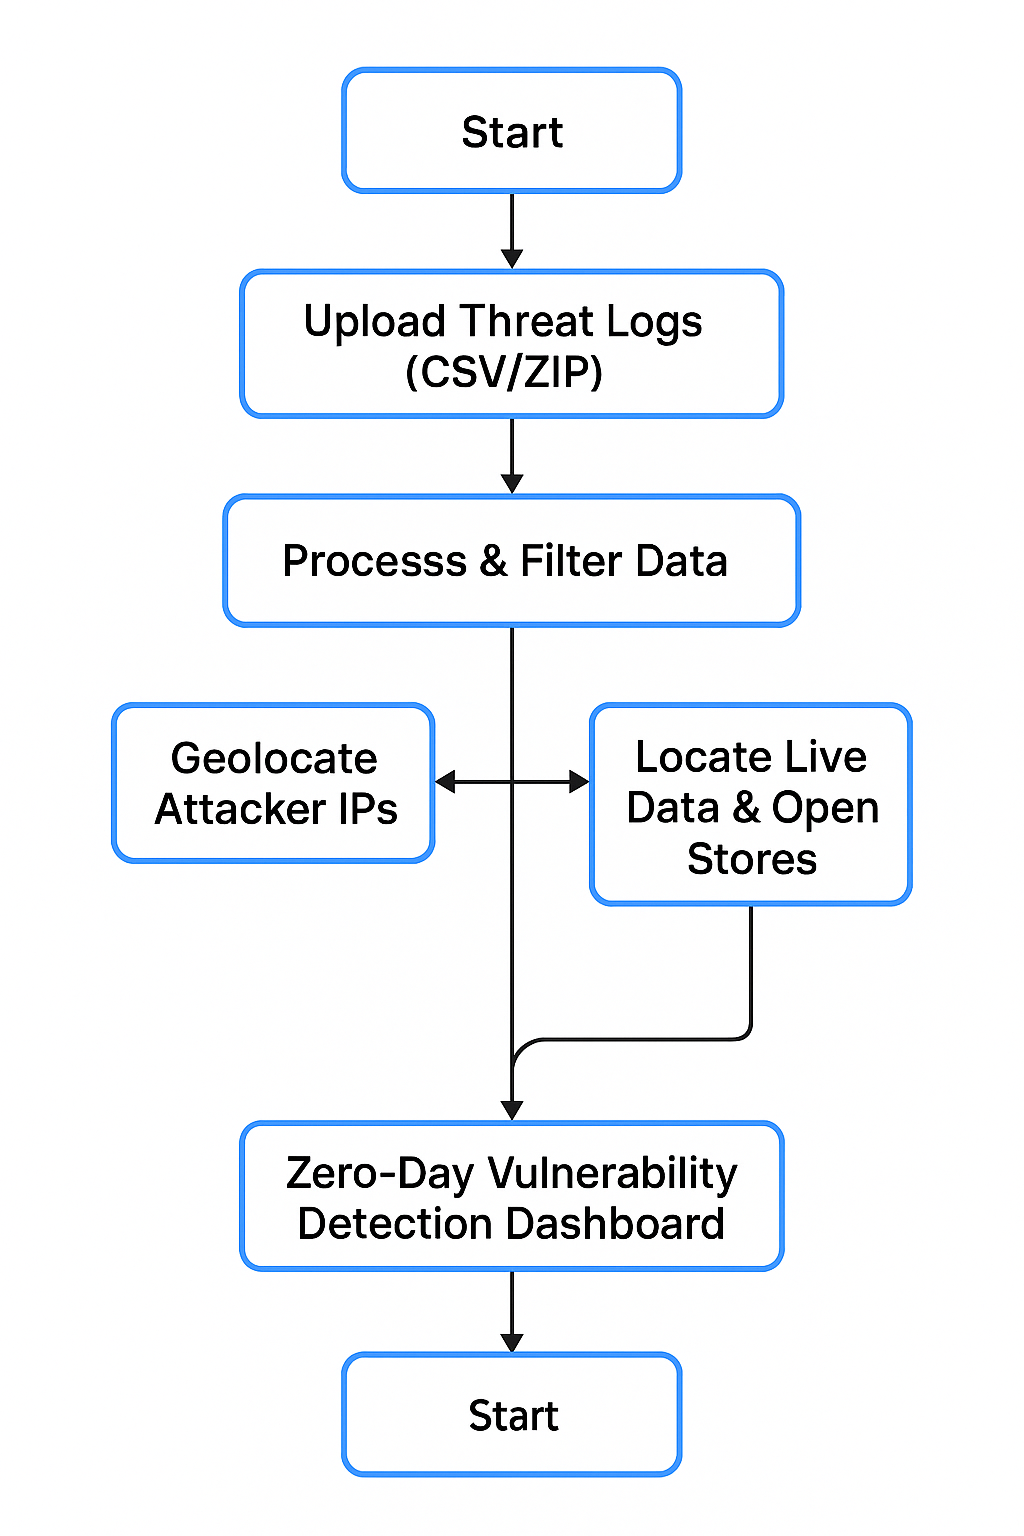 Start
Upload Threat Logs
(CSV/ZIP)
Processs & Filter Data
Geolocate
Attacker IPs
Locate Live
Data & Open
Stores
Zero-Day Vulnerability
Detection Dashboard
Start